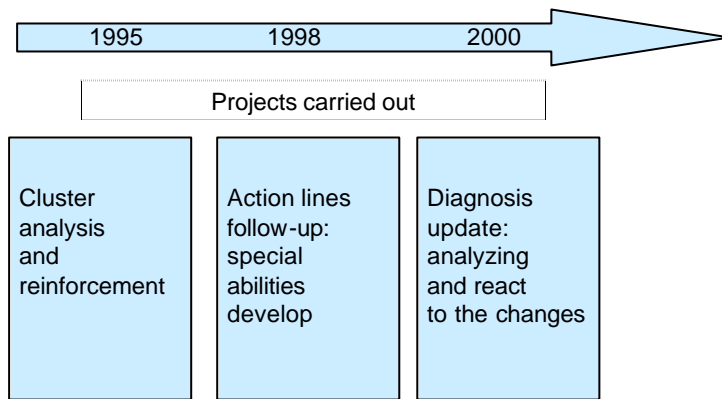 1995 1998 2000
Projects carried out
Cluster
analysis
and
reinforcement
Action lines
follow-up:
special
abilities
develop
Diagnosis
update:
analyzing
and react
to the changes